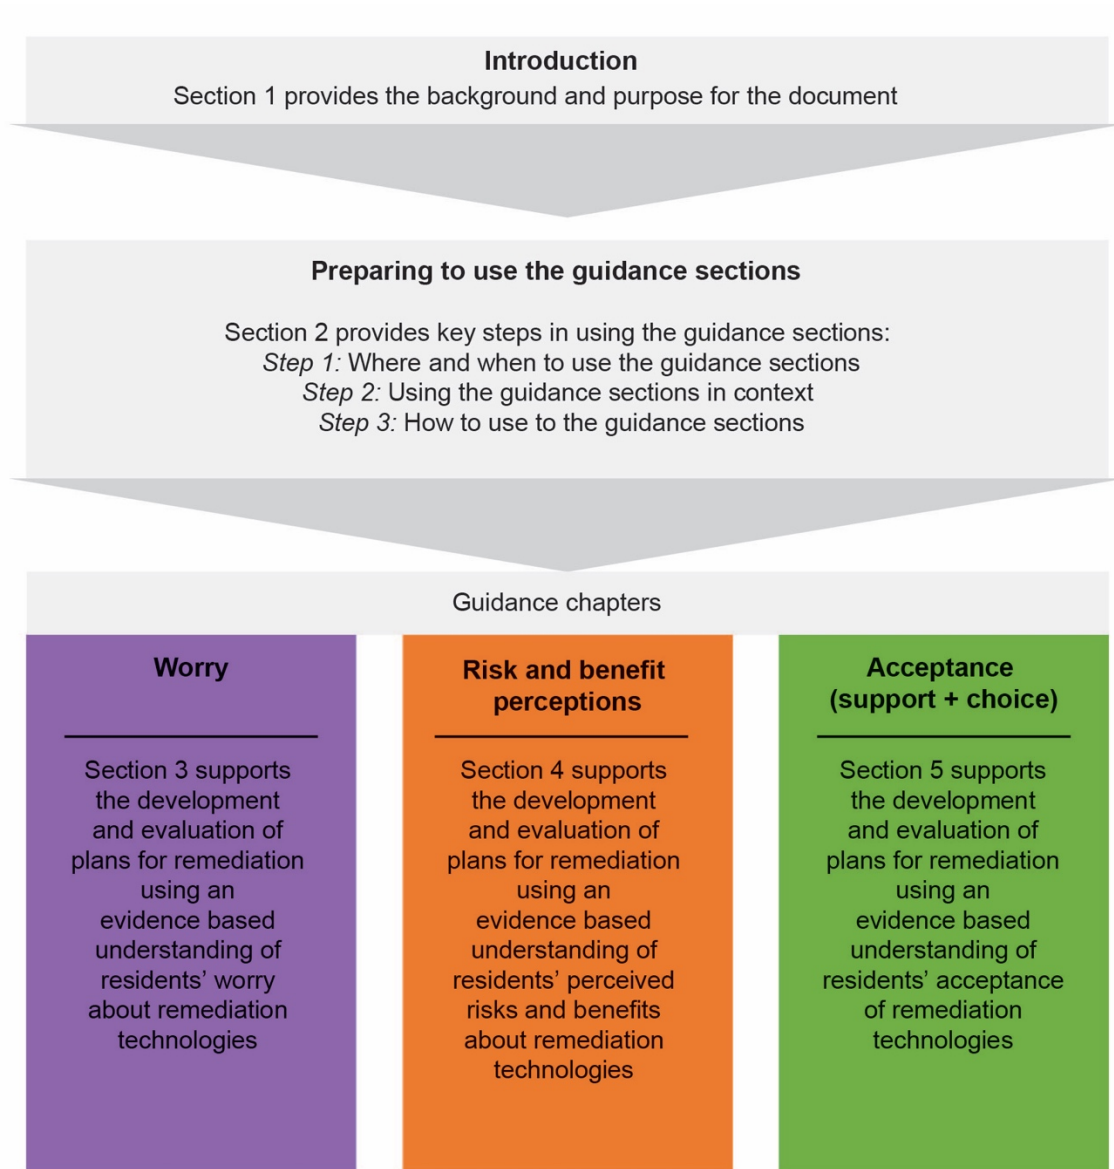 Introduction
Section 1 provides the background and purpose for the document
Preparing to use the guidance sections
Section 2 provides key steps in using the guidance sections:
Step 1: Where and when to use the guidance sections
Step 2: Using the guidance sections in context
Step 3: How to use to the guidance sections
Guidance chapters
Worry
Section 3 supports
the development
and evaluation of
plans for remediation
using an
evidence based
understanding of
residents’ worry
about remediation
technologies
Risk and benefit
perceptions
Section 4 supports
the development
and evaluation of
plans for remediation
using an
evidence based
understanding of
residents’ perceived
risks and benefits
about remediation
technologies
Acceptance
(support + choice)
Section 5 supports
the development
and evaluation of
plans for remediation
using an
evidence based
understanding of
residents’ acceptance
of remediation
technologies